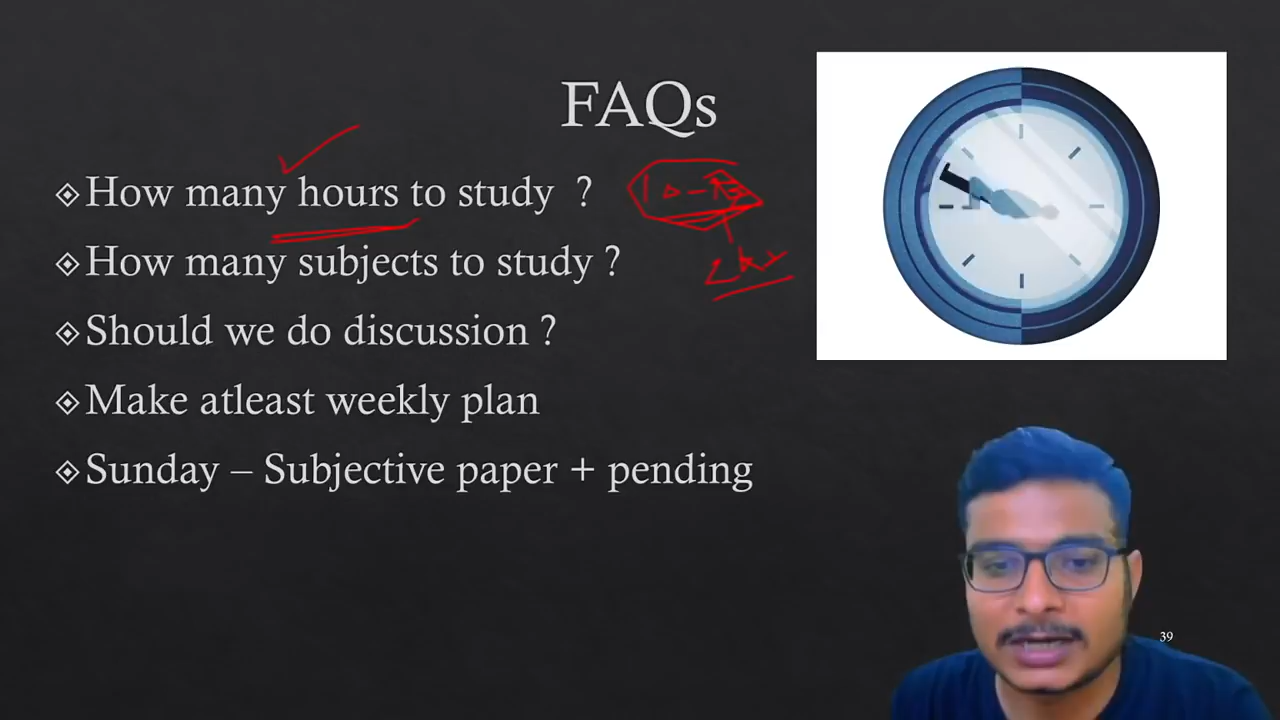 FAQs
How many hours to study ?
How many subjects to study ?
Should we do discussion ?
Make atleast weekly plan
Sunday – Subjective paper + pending
39